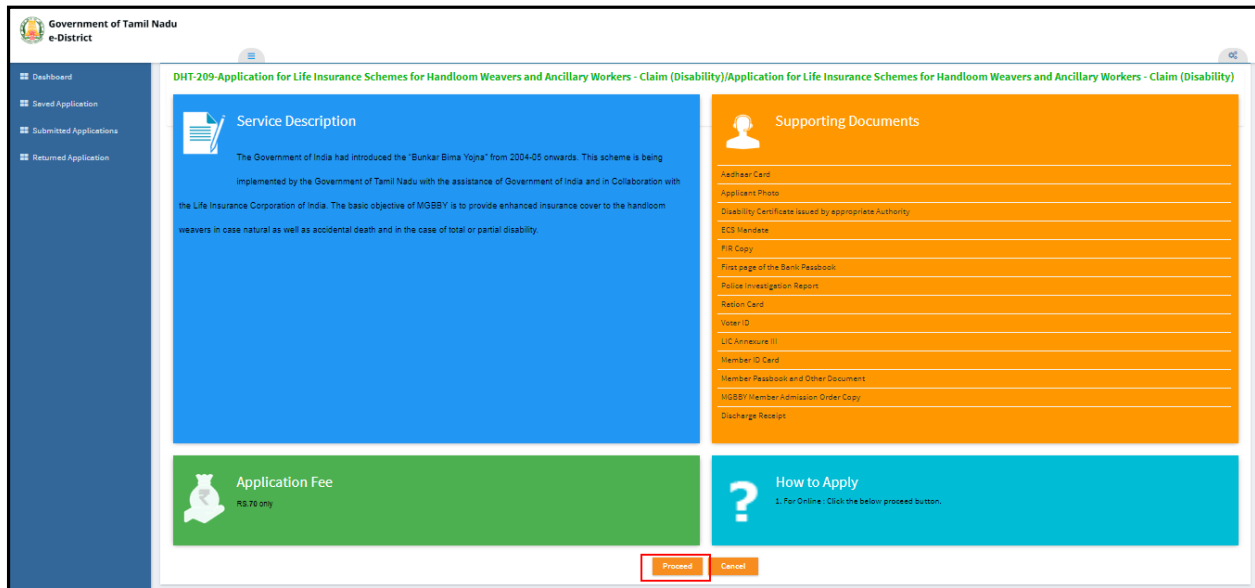 Government of Tamil Nadu
e-District
Dashboard
Saved Application
Submitted Applications
Returned Application
DHT-209-Application for Life Insurance Schemes for Handloom Weavers and Ancillary Workers - Claim (Disability)/Application for Life Insurance Schemes for Handloom Weavers and Ancillary Workers - Claim (Disability)
Service Description
The Government of India had introduced the "Bunkar Bima Yojna" from 2004-05 onwards. This scheme is being
implemented by the Government of Tamil Nadu with the assistance of Government of India and in Collaboration with
the Life Insurance Corporation of India. The basic objective of MGBBY is to provide enhanced insurance cover to the handloom
weavers in case natural as well as accidental death and in the case of total or partial disability.
Supporting Documents
Aadhaar Card
Applicant Photo
Disability Certificate issued by appropriate Authority
ECS Mandate
FIR Copy
First page of the Bank Passbook
Police Investigation Report
Ration Card
Voter ID
LIC Annexure III
Member ID Card
Member Passbook and Other Document
MGBBY Member Admission Order Copy
Discharge Receipt
Application Fee
RS.70 only
How to Apply
1. For Online : Click the below proceed button.
Proceed
Cancel